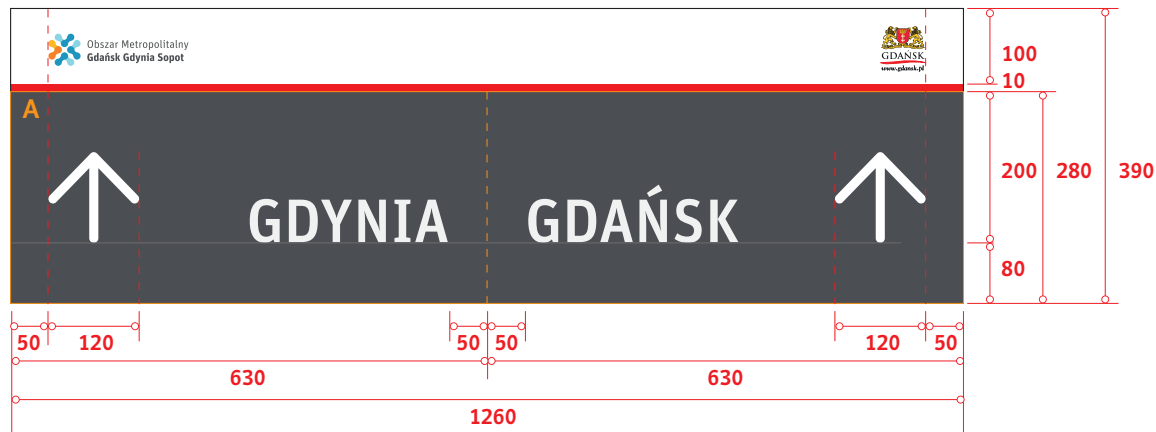 Obszar Metropolitalny
Gdańsk Gdynia Sopot
GDAŃSK
www.gdansk.pl
100
10
A
GDYNIA GDAŃSK
200 280 390
80
50 120 50 50 120 50
630 630
1260